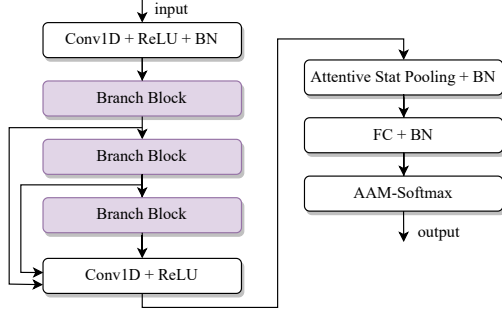 input
Conv1D + ReLU + BN
Branch Block
Branch Block
Branch Block
Conv1D + ReLU
Attentive Stat Pooling + BN
FC + BN
AAM-Softmax
output